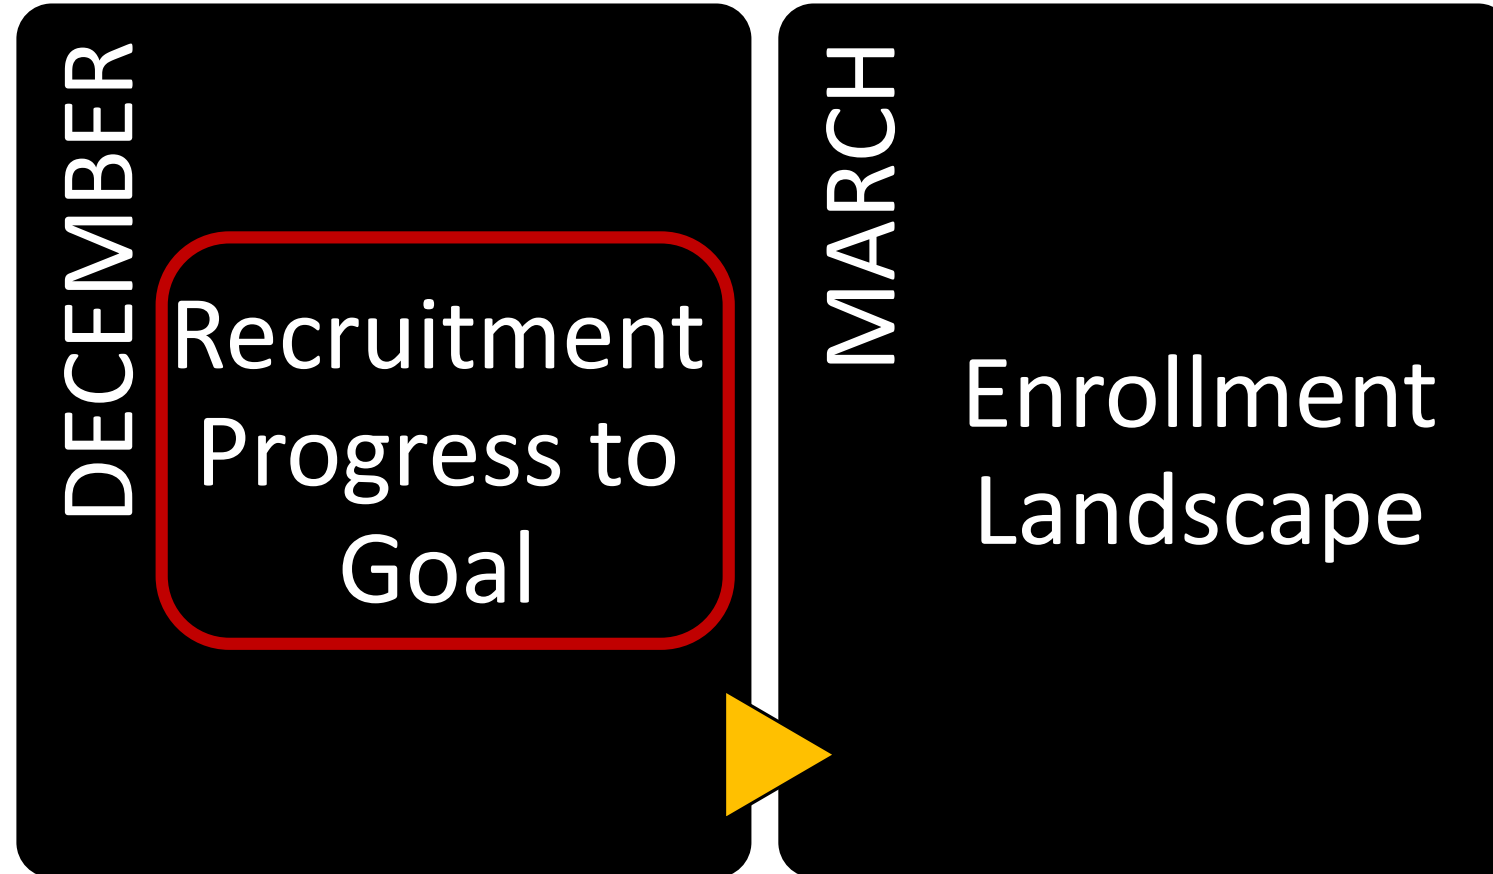 DECEMBER
Recruitment
Progress to
Goal
MARCH
Enrollment
Landscape